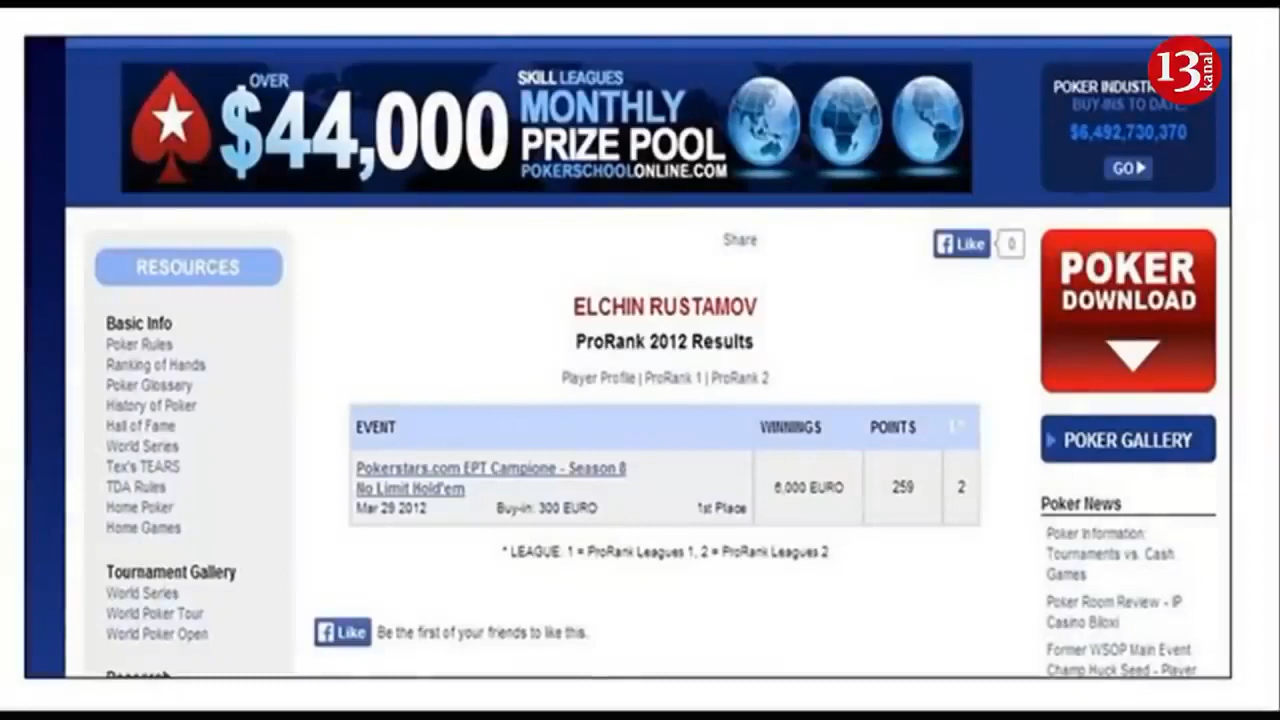 13
kanal
OVER
$44,000
SKILL LEAGUES
MONTHLY
PRIZE POOL
POKERSCHOOLONLINE.COM
BUY-INS TO DATE
$6,492,730,370
GO
RESOURCES
Basic Info
Poker Rules
Ranking of Hands
Poker Glossary
History of Poker
Hall of Fame
World Series
Tex's TEARS
TDA Rules
Home Poker
Home Games
Tournament Gallery
World Series
World Poker Tour
World Poker Open
Share
Like 0
ELCHIN RUSTAMOV
ProRank 2012 Results
Player Profile | ProRank 1 | ProRank 2
EVENT WINNINGS POINTS
Pokerstars.com EPT Campione - Season 8
No Limit Hold'em
Mar 29 2012 Buy-in: 300 EURO 1st Place
6,000 EURO 259 2
* LEAGUE: 1 = ProRank Leagues 1, 2 = ProRank Leagues 2
Like Be the first of your friends to like this.
POKER
DOWNLOAD
POKER GALLERY
Poker News
Poker Information:
Tournaments vs. Cash
Games
Poker Room Review - IP
Casino Biloxi
Former WSOP Main Event
Champ Huck Seed - Player